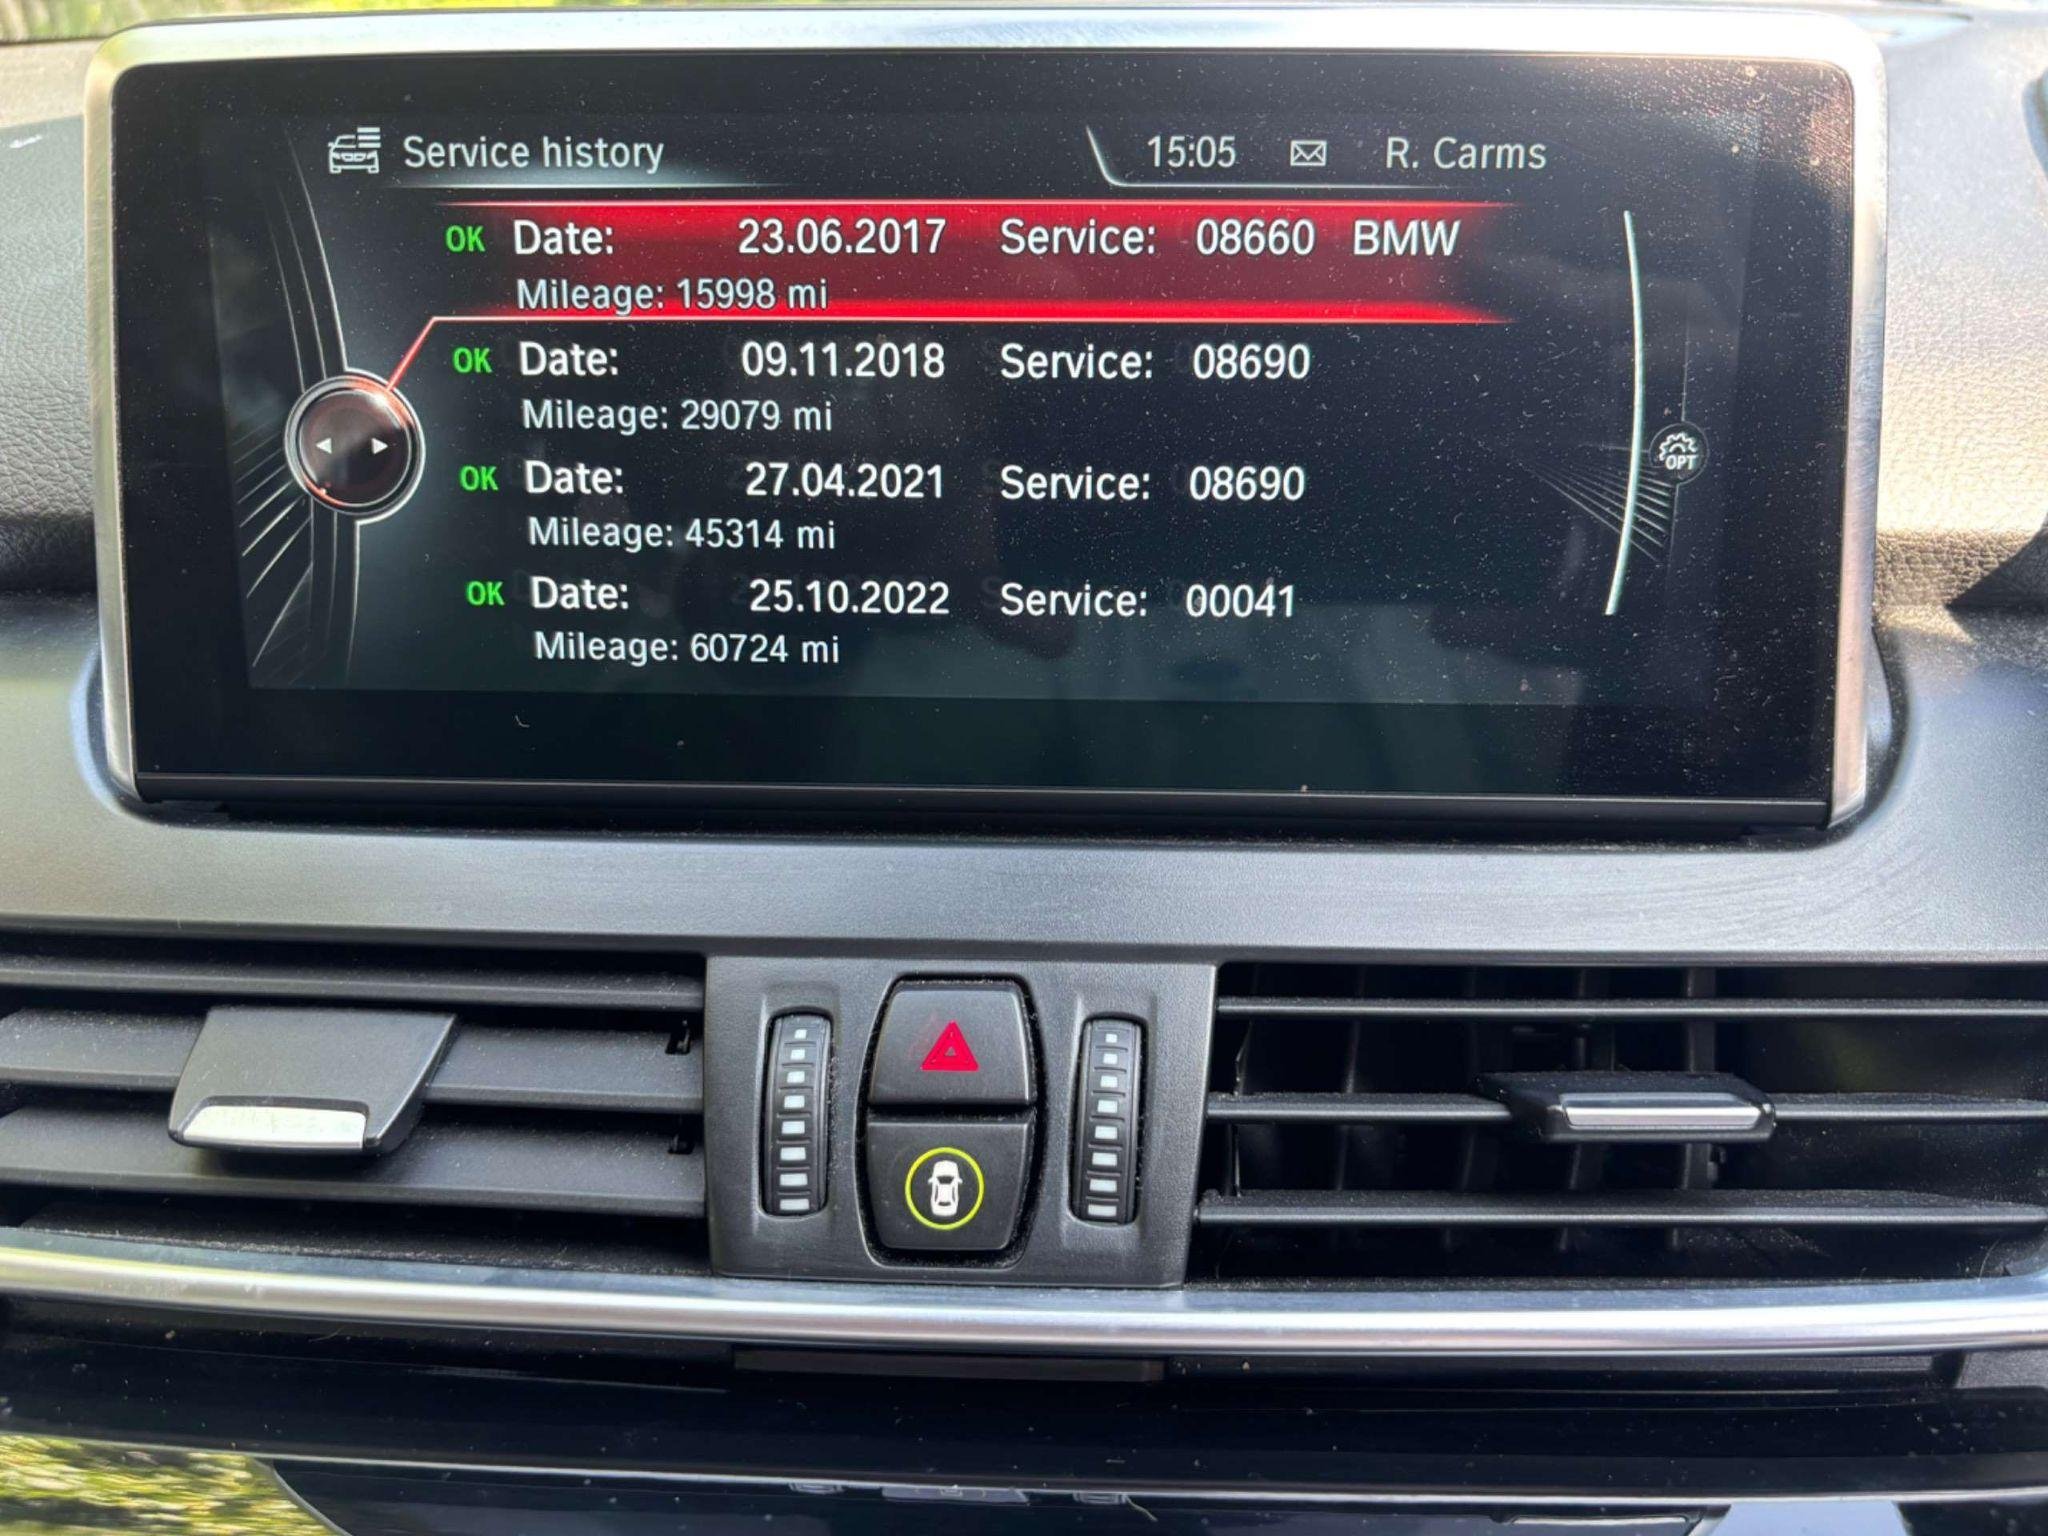 Service history 15:05 R. Carms
OK Date: 23.06.2017 Service: 08660 BMW
Mileage: 15998 mi
OK Date: 09.11.2018 Service: 08690
Mileage: 29079 mi
OK Date: 27.04.2021 Service: 08690
Mileage: 45314 mi
OK Date: 25.10.2022 Service: 00041
Mileage: 60724 mi
OPT